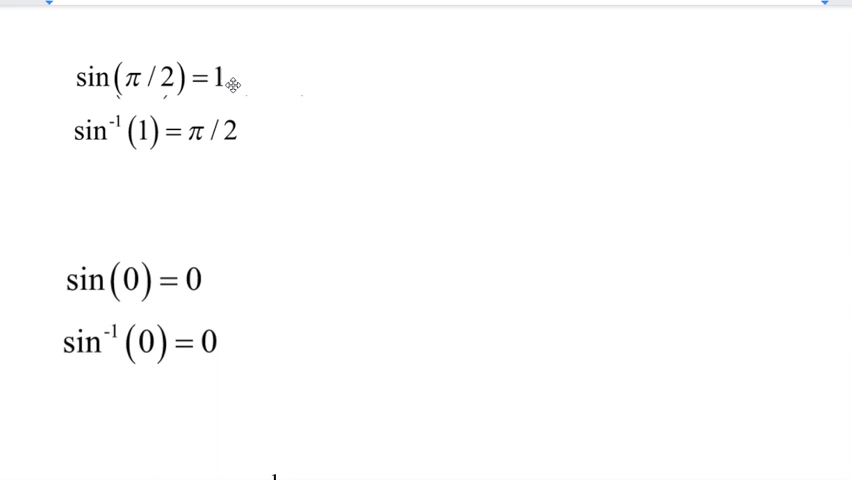 sin(π / 2) = 1
sin⁻¹(1) = π / 2
sin(0) = 0
sin⁻¹(0) = 0